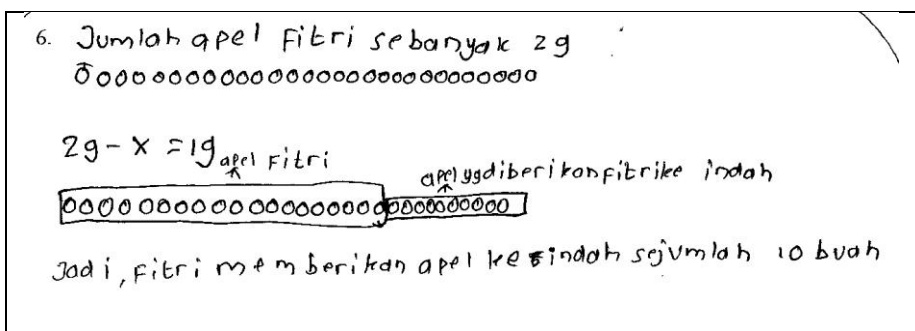 6. Jumlah apel Fitri sebanyak 29
29 - x = 19
apel Fitri
apel yg diberikan fitri ke indah
Jadi, Fitri memberikan apel ke indah sejumlah 10 buah